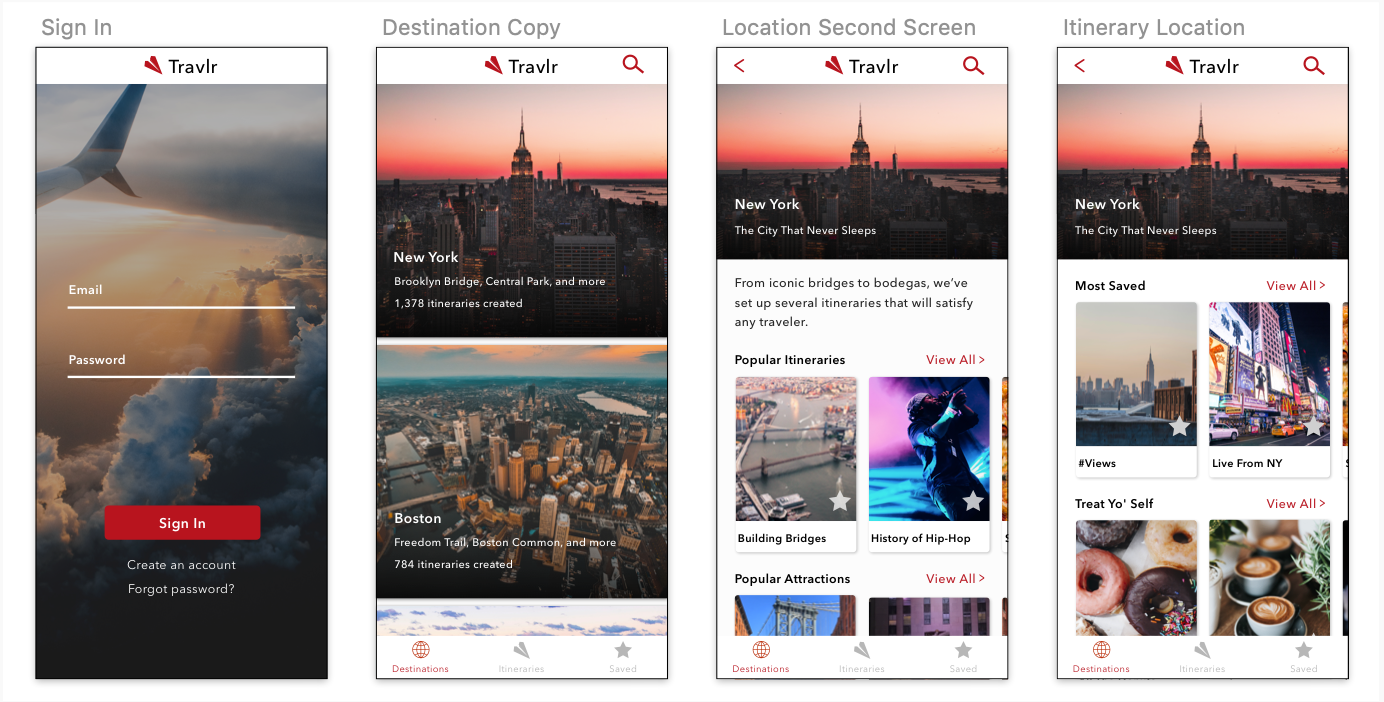 Sign In
Travlr
Email
Password
Sign In
Create an account
Forgot password?
Destination Copy
Travlr
New York
Brooklyn Bridge, Central Park, and more
1,378 itineraries created
Boston
Freedom Trail, Boston Common, and more
784 itineraries created
Destinations
Itineraries
Saved
Location Second Screen
<
Travlr
New York
The City That Never Sleeps
From iconic bridges to bodegas, we’ve
set up several itineraries that will satisfy
any traveler.
Popular Itineraries
View All >
Building Bridges
History of Hip-Hop
Popular Attractions
View All >
Destinations
Itineraries
Saved
Itinerary Location
<
Travlr
New York
The City That Never Sleeps
Most Saved
View All >
#Views
Live From NY
Treat Yo' Self
View All >
Destinations
Itineraries
Saved